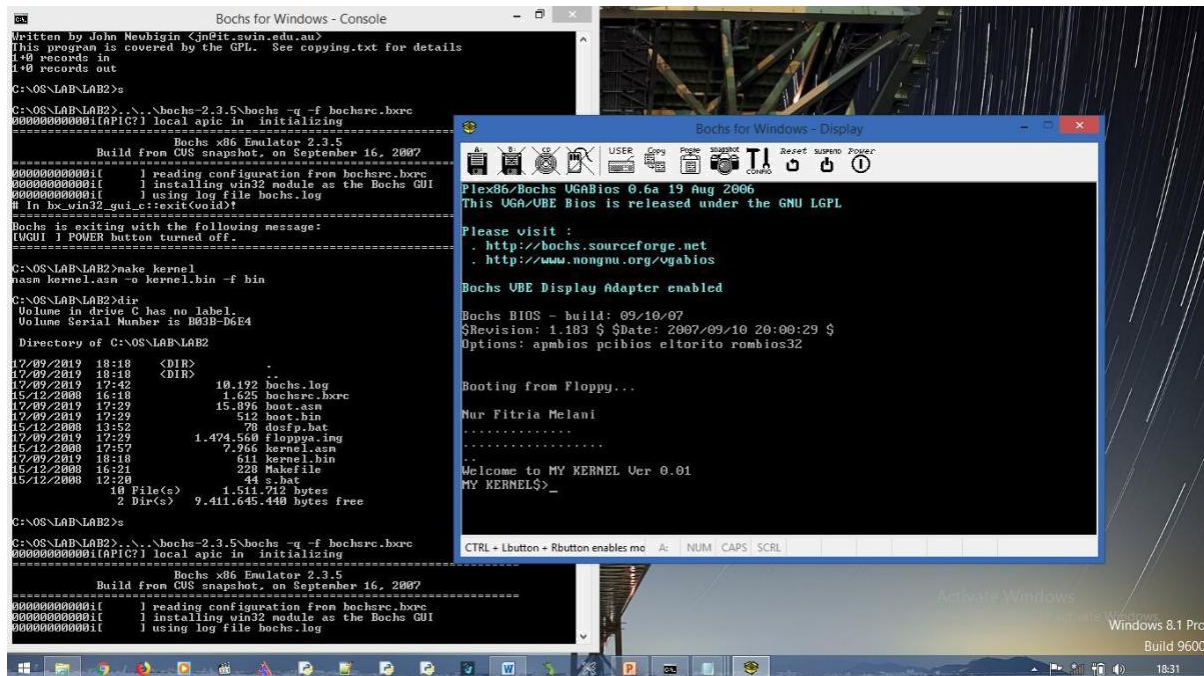 Bochs for Windows - Console
Written by John Newbigin <jn@it.swin.edu.au>
This program is covered by the GPL.  See copying.txt for details
1+0 records in
1+0 records out
C:\OS\LAB\LAB2>s
C:\OS\LAB\LAB2>..\..\bochs-2.3.5\bochs -q -f bochsrc.bxrc
00000000000i[APIC?] local apic in  initializing
========================================================================
Bochs x86 Emulator 2.3.5
Build from CVS snapshot, on September 16, 2007
========================================================================
00000000000i[     ] reading configuration from bochsrc.bxrc
00000000000i[     ] installing win32 module as the Bochs GUI
00000000000i[     ] using log file bochs.log
# In bx_win32_gui_c::exit(void)!
========================================================================
Bochs is exiting with the following message:
[WGUI ] POWER button turned off.
========================================================================
C:\OS\LAB\LAB2>make kernel
nasm kernel.asm -o kernel.bin -f bin
C:\OS\LAB\LAB2>dir
Volume in drive C has no label.
Volume Serial Number is B03B-D6E4
Directory of C:\OS\LAB\LAB2
17/09/2019  18:18    <DIR>          .
17/09/2019  18:18    <DIR>          ..
17/09/2019  17:42            10.192 bochs.log
15/12/2008  16:18             1.625 bochsrc.bxrc
17/09/2019  17:29            15.896 boot.asm
17/09/2019  17:29               512 boot.bin
15/12/2008  13:52                78 dosfp.bat
17/09/2019  17:29         1.474.560 floppya.img
15/12/2008  17:57             7.966 kernel.asm
17/09/2019  18:18               611 kernel.bin
15/12/2008  16:21               228 Makefile
15/12/2008  12:20                44 s.bat
10 File(s)      1.511.712 bytes
2 Dir(s)   9.411.645.440 bytes free
C:\OS\LAB\LAB2>s
C:\OS\LAB\LAB2>..\..\bochs-2.3.5\bochs -q -f bochsrc.bxrc
00000000000i[APIC?] local apic in  initializing
========================================================================
Bochs x86 Emulator 2.3.5
Build from CVS snapshot, on September 16, 2007
========================================================================
00000000000i[     ] reading configuration from bochsrc.bxrc
00000000000i[     ] installing win32 module as the Bochs GUI
00000000000i[     ] using log file bochs.log
Bochs for Windows - Display
A: B: CD USER Copy Paste snapshot CONFIG Reset SUSPEND Power
Plex86/Bochs VGABios 0.6a 19 Aug 2006
This VGA/VBE Bios is released under the GNU LGPL
Please visit :
. http://bochs.sourceforge.net
. http://www.nongnu.org/vgabios
Bochs VBE Display Adapter enabled
Bochs BIOS - build: 09/10/07
$Revision: 1.183 $ $Date: 2007/09/10 20:00:29 $
Options: apmbios pcibios eltorito rombios32
Booting from Floppy...
Nur Fitria Melani
..............
..................
..
Welcome to MY KERNEL Ver 0.01
MY KERNEL$>_
CTRL + Lbutton + Rbutton enables mo A: NUM CAPS SCRL
Activate Windows
Windows 8.1 Pro
Build 9600
18:31